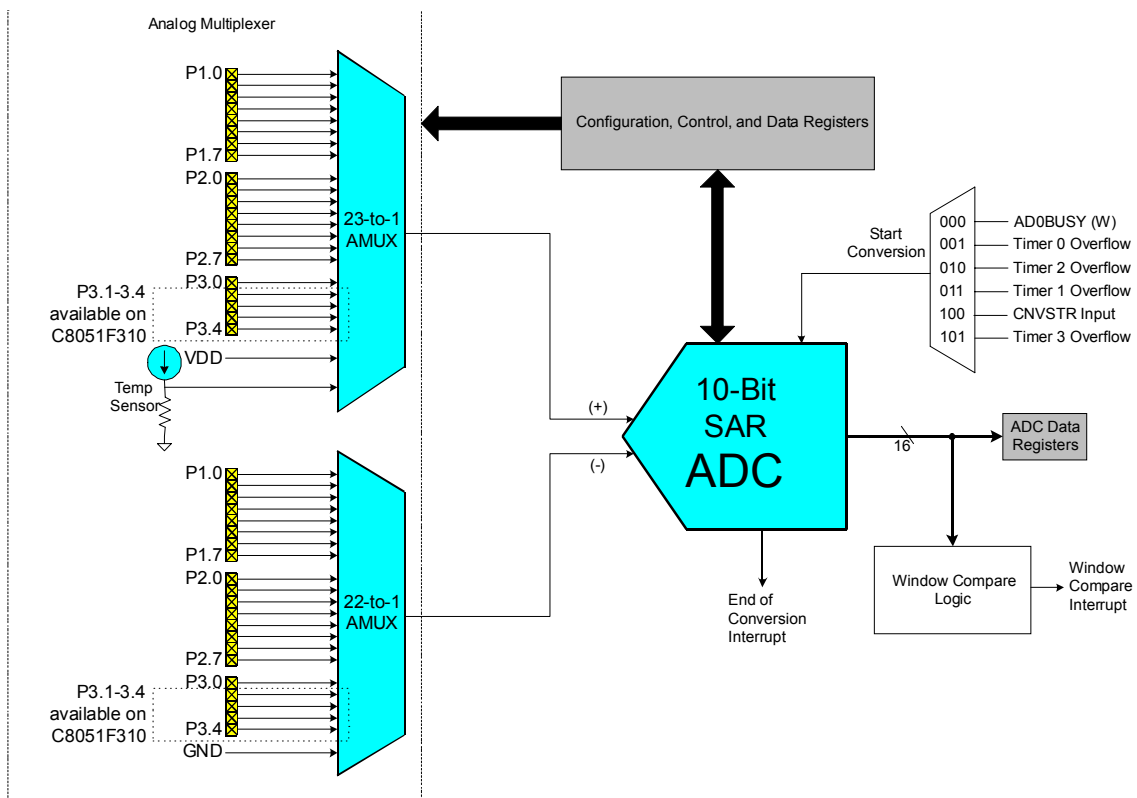 Analog Multiplexer
P1.0
P1.7
P2.0
P2.7
P3.0
P3.1-3.4
available on
C8051F310
P3.4
VDD
Temp
Sensor
23-to-1
AMUX
P1.0
P1.7
P2.0
P2.7
P3.0
P3.1-3.4
available on
C8051F310
P3.4
GND
22-to-1
AMUX
Configuration, Control, and Data Registers
Start
Conversion
000 AD0BUSY (W)
001 Timer 0 Overflow
010 Timer 2 Overflow
011 Timer 1 Overflow
100 CNVSTR Input
101 Timer 3 Overflow
(+)
(-)
10-Bit
SAR
ADC
16
ADC Data
Registers
End of
Conversion
Interrupt
Window Compare
Logic
Window
Compare
Interrupt